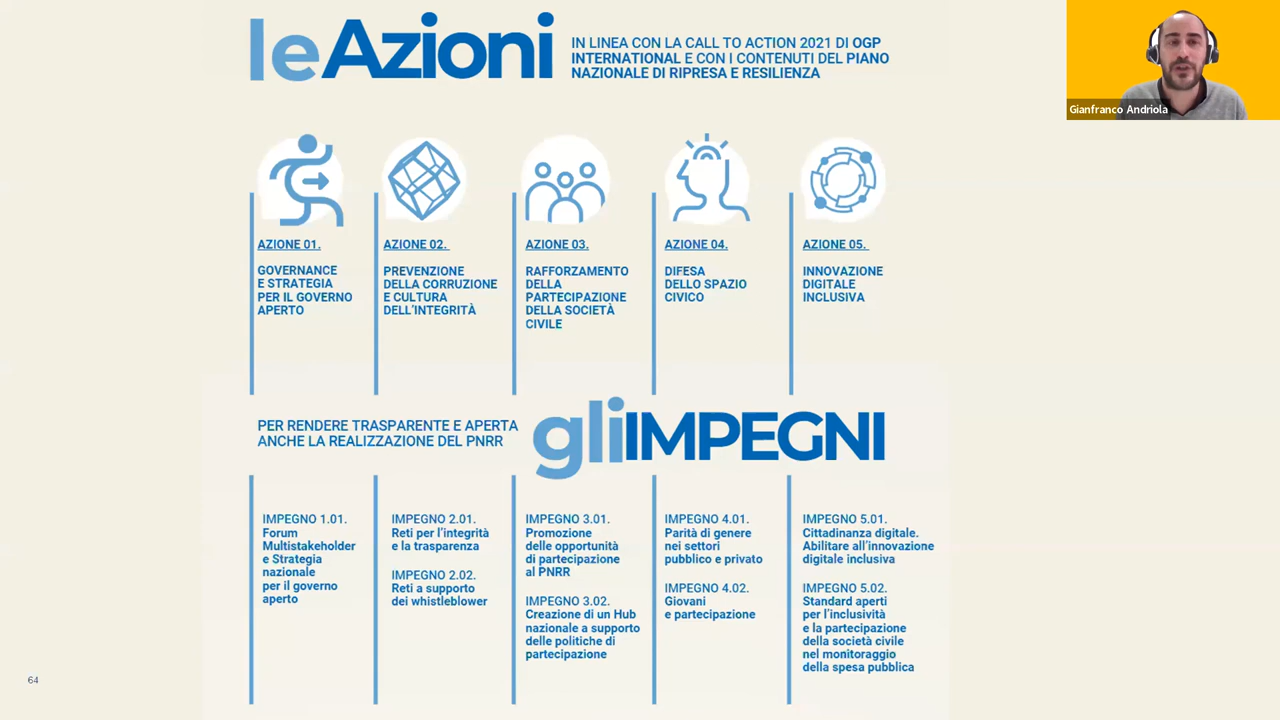 leAzioni
IN LINEA CON LA CALL TO ACTION 2021 DI OGP
INTERNATIONAL E CON I CONTENUTI DEL PIANO
NAZIONALE DI RIPRESA E RESILIENZA
Gianfranco Andriola
AZIONE 01.
GOVERNANCE
E STRATEGIA
PER IL GOVERNO
APERTO
AZIONE 02.
PREVENZIONE
DELLA CORRUZIONE
E CULTURA
DELL'INTEGRITÀ
AZIONE 03.
RAFFORZAMENTO
DELLA
PARTECIPAZIONE
DELLA SOCIETÀ
CIVILE
AZIONE 04.
DIFESA
DELLO SPAZIO
CIVICO
AZIONE 05.
INNOVAZIONE
DIGITALE
INCLUSIVA
PER RENDERE TRASPARENTE E APERTA
ANCHE LA REALIZZAZIONE DEL PNRR
gliIMPEGNI
IMPEGNO 1.01.
Forum
Multistakeholder
e Strategia
nazionale
per il governo
aperto
IMPEGNO 2.01.
Reti per l'integrità
e la trasparenza
IMPEGNO 2.02.
Reti a supporto
dei whistleblower
IMPEGNO 3.01.
Promozione
delle opportunità
di partecipazione
al PNRR
IMPEGNO 3.02.
Creazione di un Hub
nazionale a supporto
delle politiche di
partecipazione
IMPEGNO 4.01.
Parità di genere
nei settori
pubblico e privato
IMPEGNO 4.02.
Giovani
e partecipazione
IMPEGNO 5.01.
Cittadinanza digitale.
Abilitare all'innovazione
digitale inclusiva
IMPEGNO 5.02.
Standard aperti
per l'inclusività
e la partecipazione
della società civile
nel monitoraggio
della spesa pubblica
64